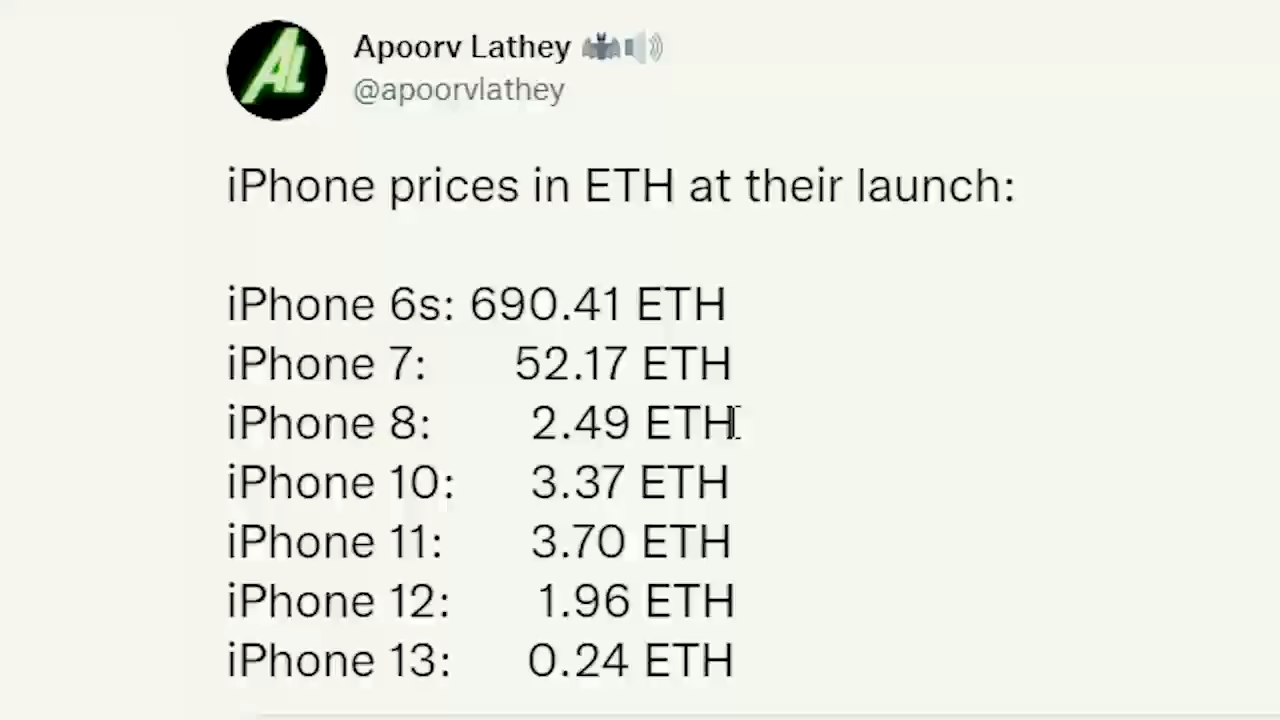 AL
Apoorv Lathey 🦇🔊
@apoorvlathey
iPhone prices in ETH at their launch:
iPhone 6s: 690.41 ETH
iPhone 7: 52.17 ETH
iPhone 8: 2.49 ETH
iPhone 10: 3.37 ETH
iPhone 11: 3.70 ETH
iPhone 12: 1.96 ETH
iPhone 13: 0.24 ETH